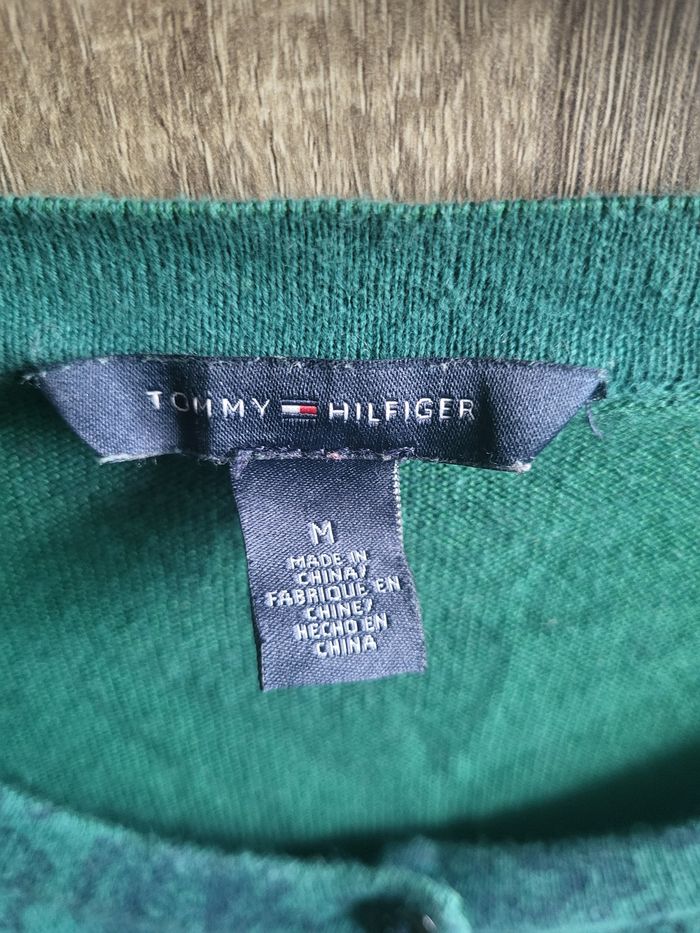 TOMMY HILFIGER
M
MADE IN
CHINA/
FABRIQUE EN
CHINE/
HECHO EN
CHINA